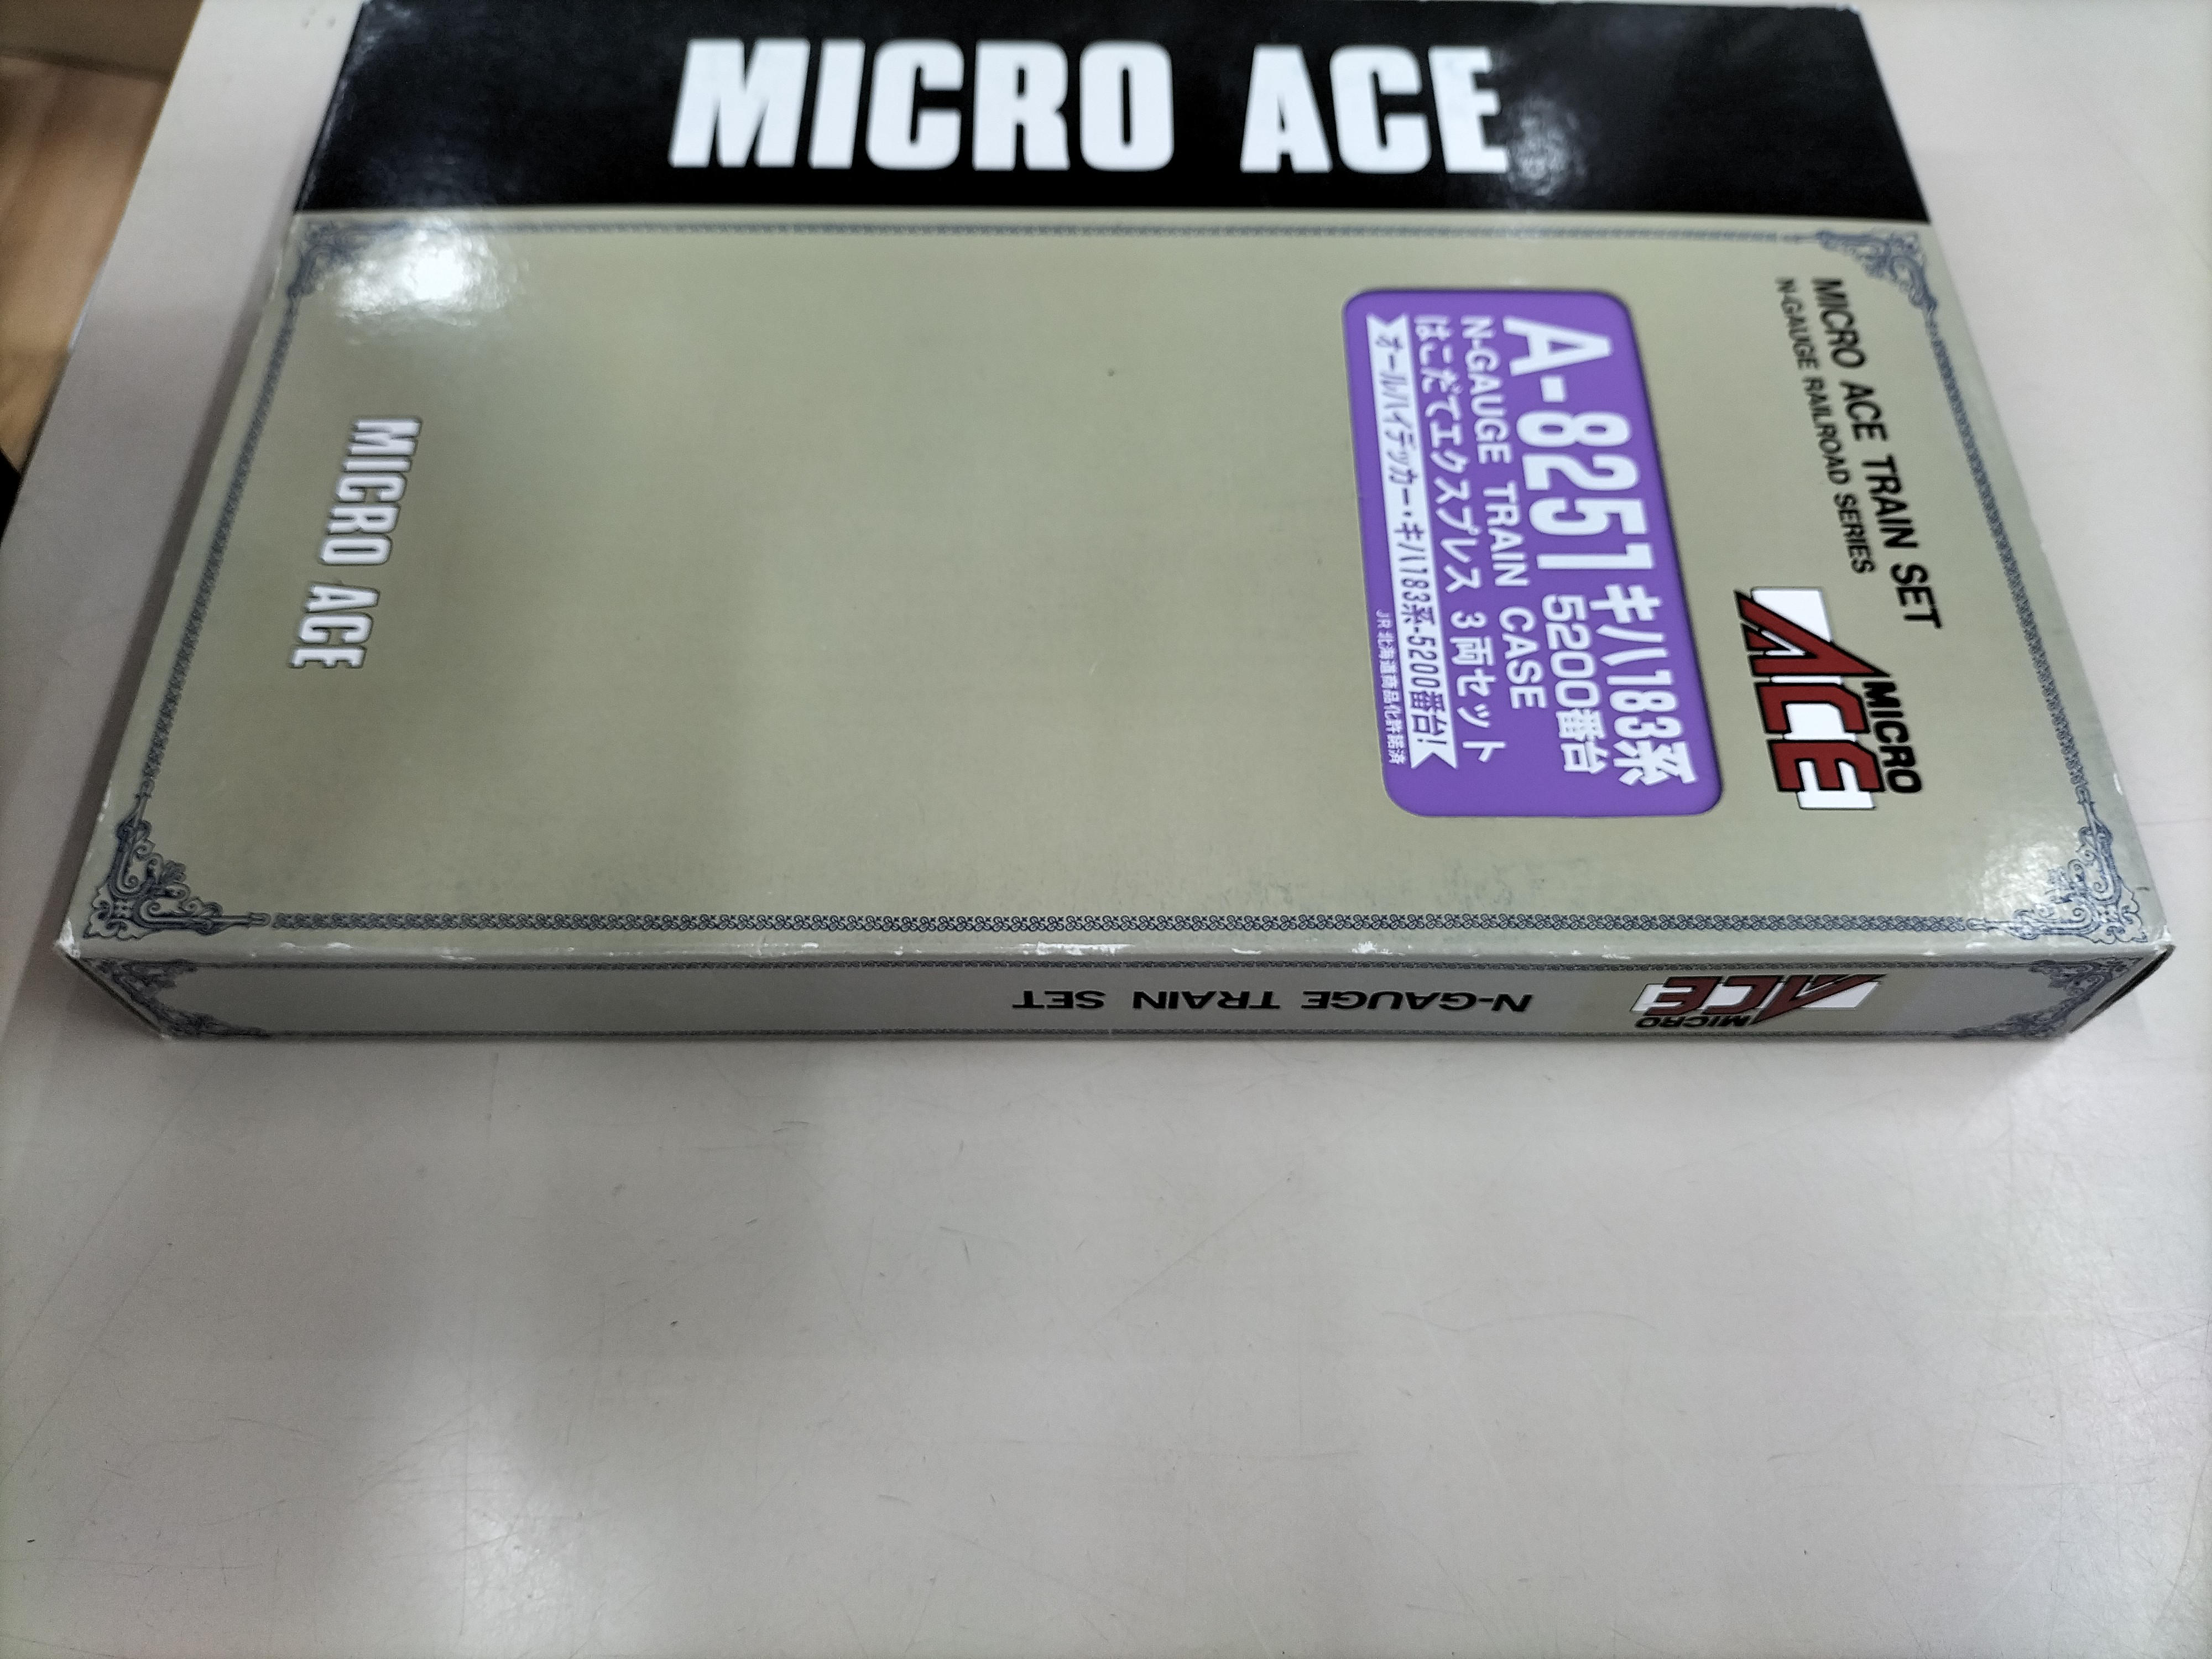 MICRO ACE
MICRO ACE TRAIN SET
N-GAUGE RAILROAD SERIES
MICRO
ACE
A-8251 キハ183系
5200番台
N-GAUGE TRAIN CASE
はこだてエクスプレス 3両セット
オールハイデッカー・キハ183系-5200番台!
JR北海道商品化許諾済
MICRO ACE
MICRO
ACE
N-GAUGE TRAIN SET